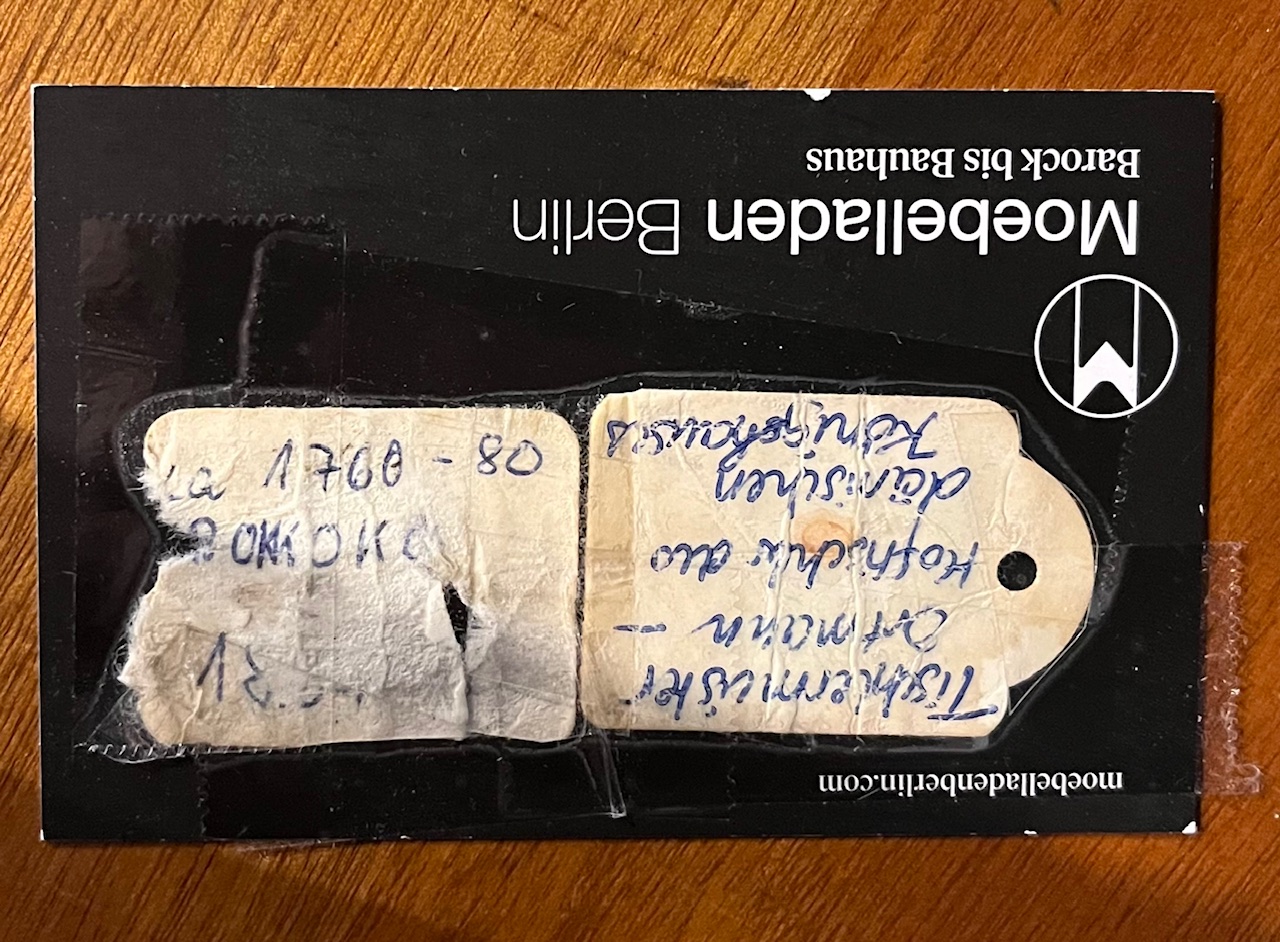 moebelladenberlin.com
Tischlermeister
Ortmann –
Hoftischler des
dänischen
Königshauses
ca 1760 - 80
ROKOKO
Moebelladen Berlin
Barock bis Bauhaus